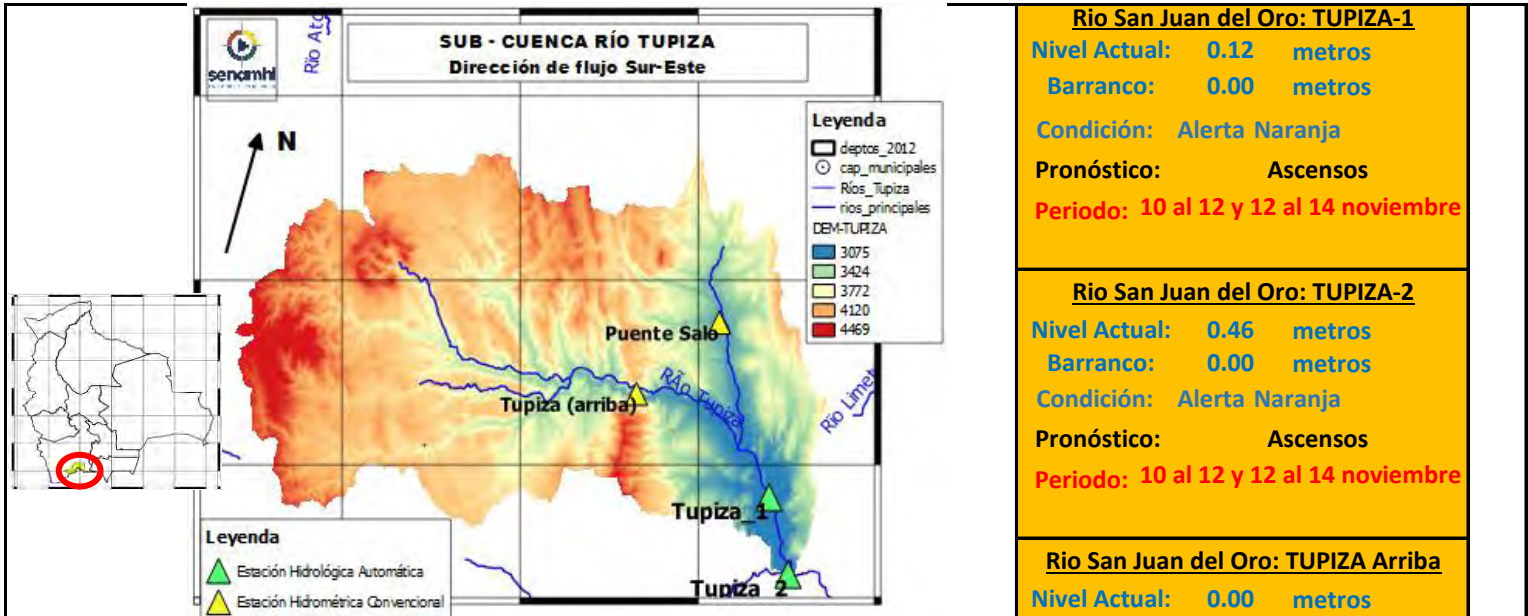 senamhi
Río Ato
SUB - CUENCA RÍO TUPIZA
Dirección de flujo Sur-Este
N
Leyenda
deptos_2012
cap_municipales
Ríos_Tupiza
rios_principales
DEM-TUPIZA
3075
3424
3772
4120
4469
Puente Salo
Tupiza (arriba)
RÃ­o Tupiza
Rio Limet
Tupiza_1
Tupiza_2
Leyenda
Estación Hidrológica Automática
Estación Hidrométrica Convencional
Rio San Juan del Oro: TUPIZA-1
Nivel Actual: 0.12 metros
Barranco: 0.00 metros
Condición: Alerta Naranja
Pronóstico: Ascensos
Periodo: 10 al 12 y 12 al 14 noviembre
Rio San Juan del Oro: TUPIZA-2
Nivel Actual: 0.46 metros
Barranco: 0.00 metros
Condición: Alerta Naranja
Pronóstico: Ascensos
Periodo: 10 al 12 y 12 al 14 noviembre
Rio San Juan del Oro: TUPIZA Arriba
Nivel Actual: 0.00 metros